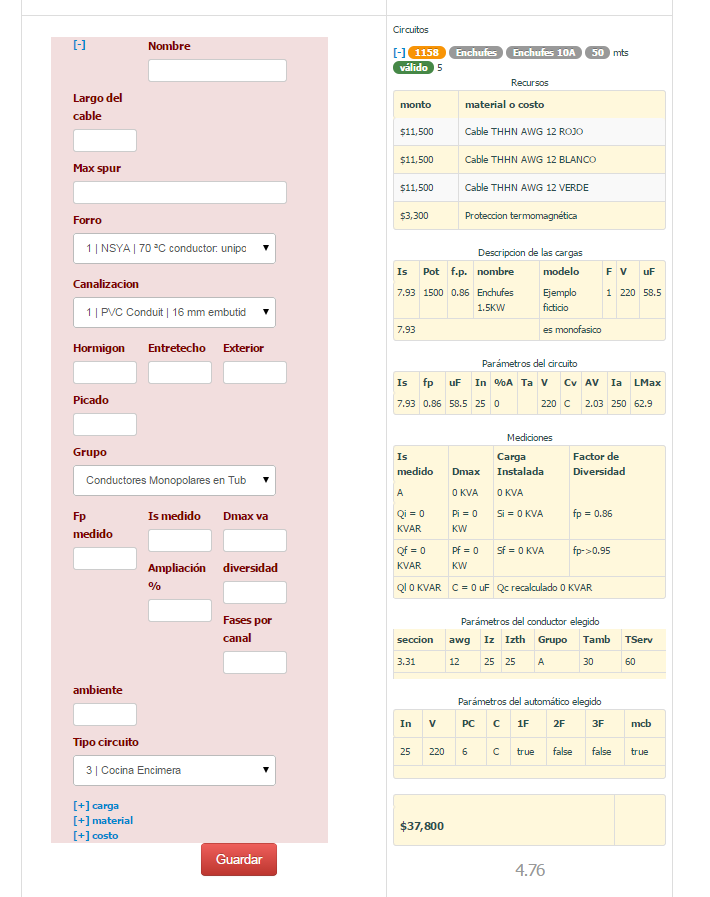 [-]
Nombre
Largo del
cable
Max spur
Forro
1 | NSYA | 70 ºC conductor: unipc
Canalizacion
1 | PVC Conduit | 16 mm embutid
Hormigon Entretecho Exterior
Picado
Grupo
Conductores Monopolares en Tub
Fp
medido
Is medido
Dmax va
Ampliación
%
diversidad
Fases por
canal
ambiente
Tipo circuito
3 | Cocina Encimera
[+] carga
[+] material
[+] costo
Guardar
Circuitos
[-] 1158 Enchufes Enchufes 10A 50 mts
válido 5
Recursos
monto material o costo
$11,500 Cable THHN AWG 12 ROJO
$11,500 Cable THHN AWG 12 BLANCO
$11,500 Cable THHN AWG 12 VERDE
$3,300 Proteccion termomagnética
Descripcion de las cargas
Is Pot f.p. nombre modelo F V uF
7.93 1500 0.86 Enchufes 1.5KW Ejemplo ficticio 1 220 58.5
7.93 es monofasico
Parámetros del circuito
Is fp uF In %A Ta V Cv AV Ia LMax
7.93 0.86 58.5 25 0 220 C 2.03 250 62.9
Mediciones
Is medido Dmax Carga Instalada Factor de Diversidad
A 0 KVA 0 KVA
Qi = 0 KVAR Pi = 0 KW Si = 0 KVA fp = 0.86
Qf = 0 KVAR Pf = 0 KW Sf = 0 KVA fp->0.95
Ql 0 KVAR C = 0 uF Qc recalculado 0 KVAR
Parámetros del conductor elegido
seccion awg Iz Izth Grupo Tamb TServ
3.31 12 25 25 A 30 60
Parámetros del automático elegido
In V PC C 1F 2F 3F mcb
25 220 6 C true false false true
$37,800
4.76